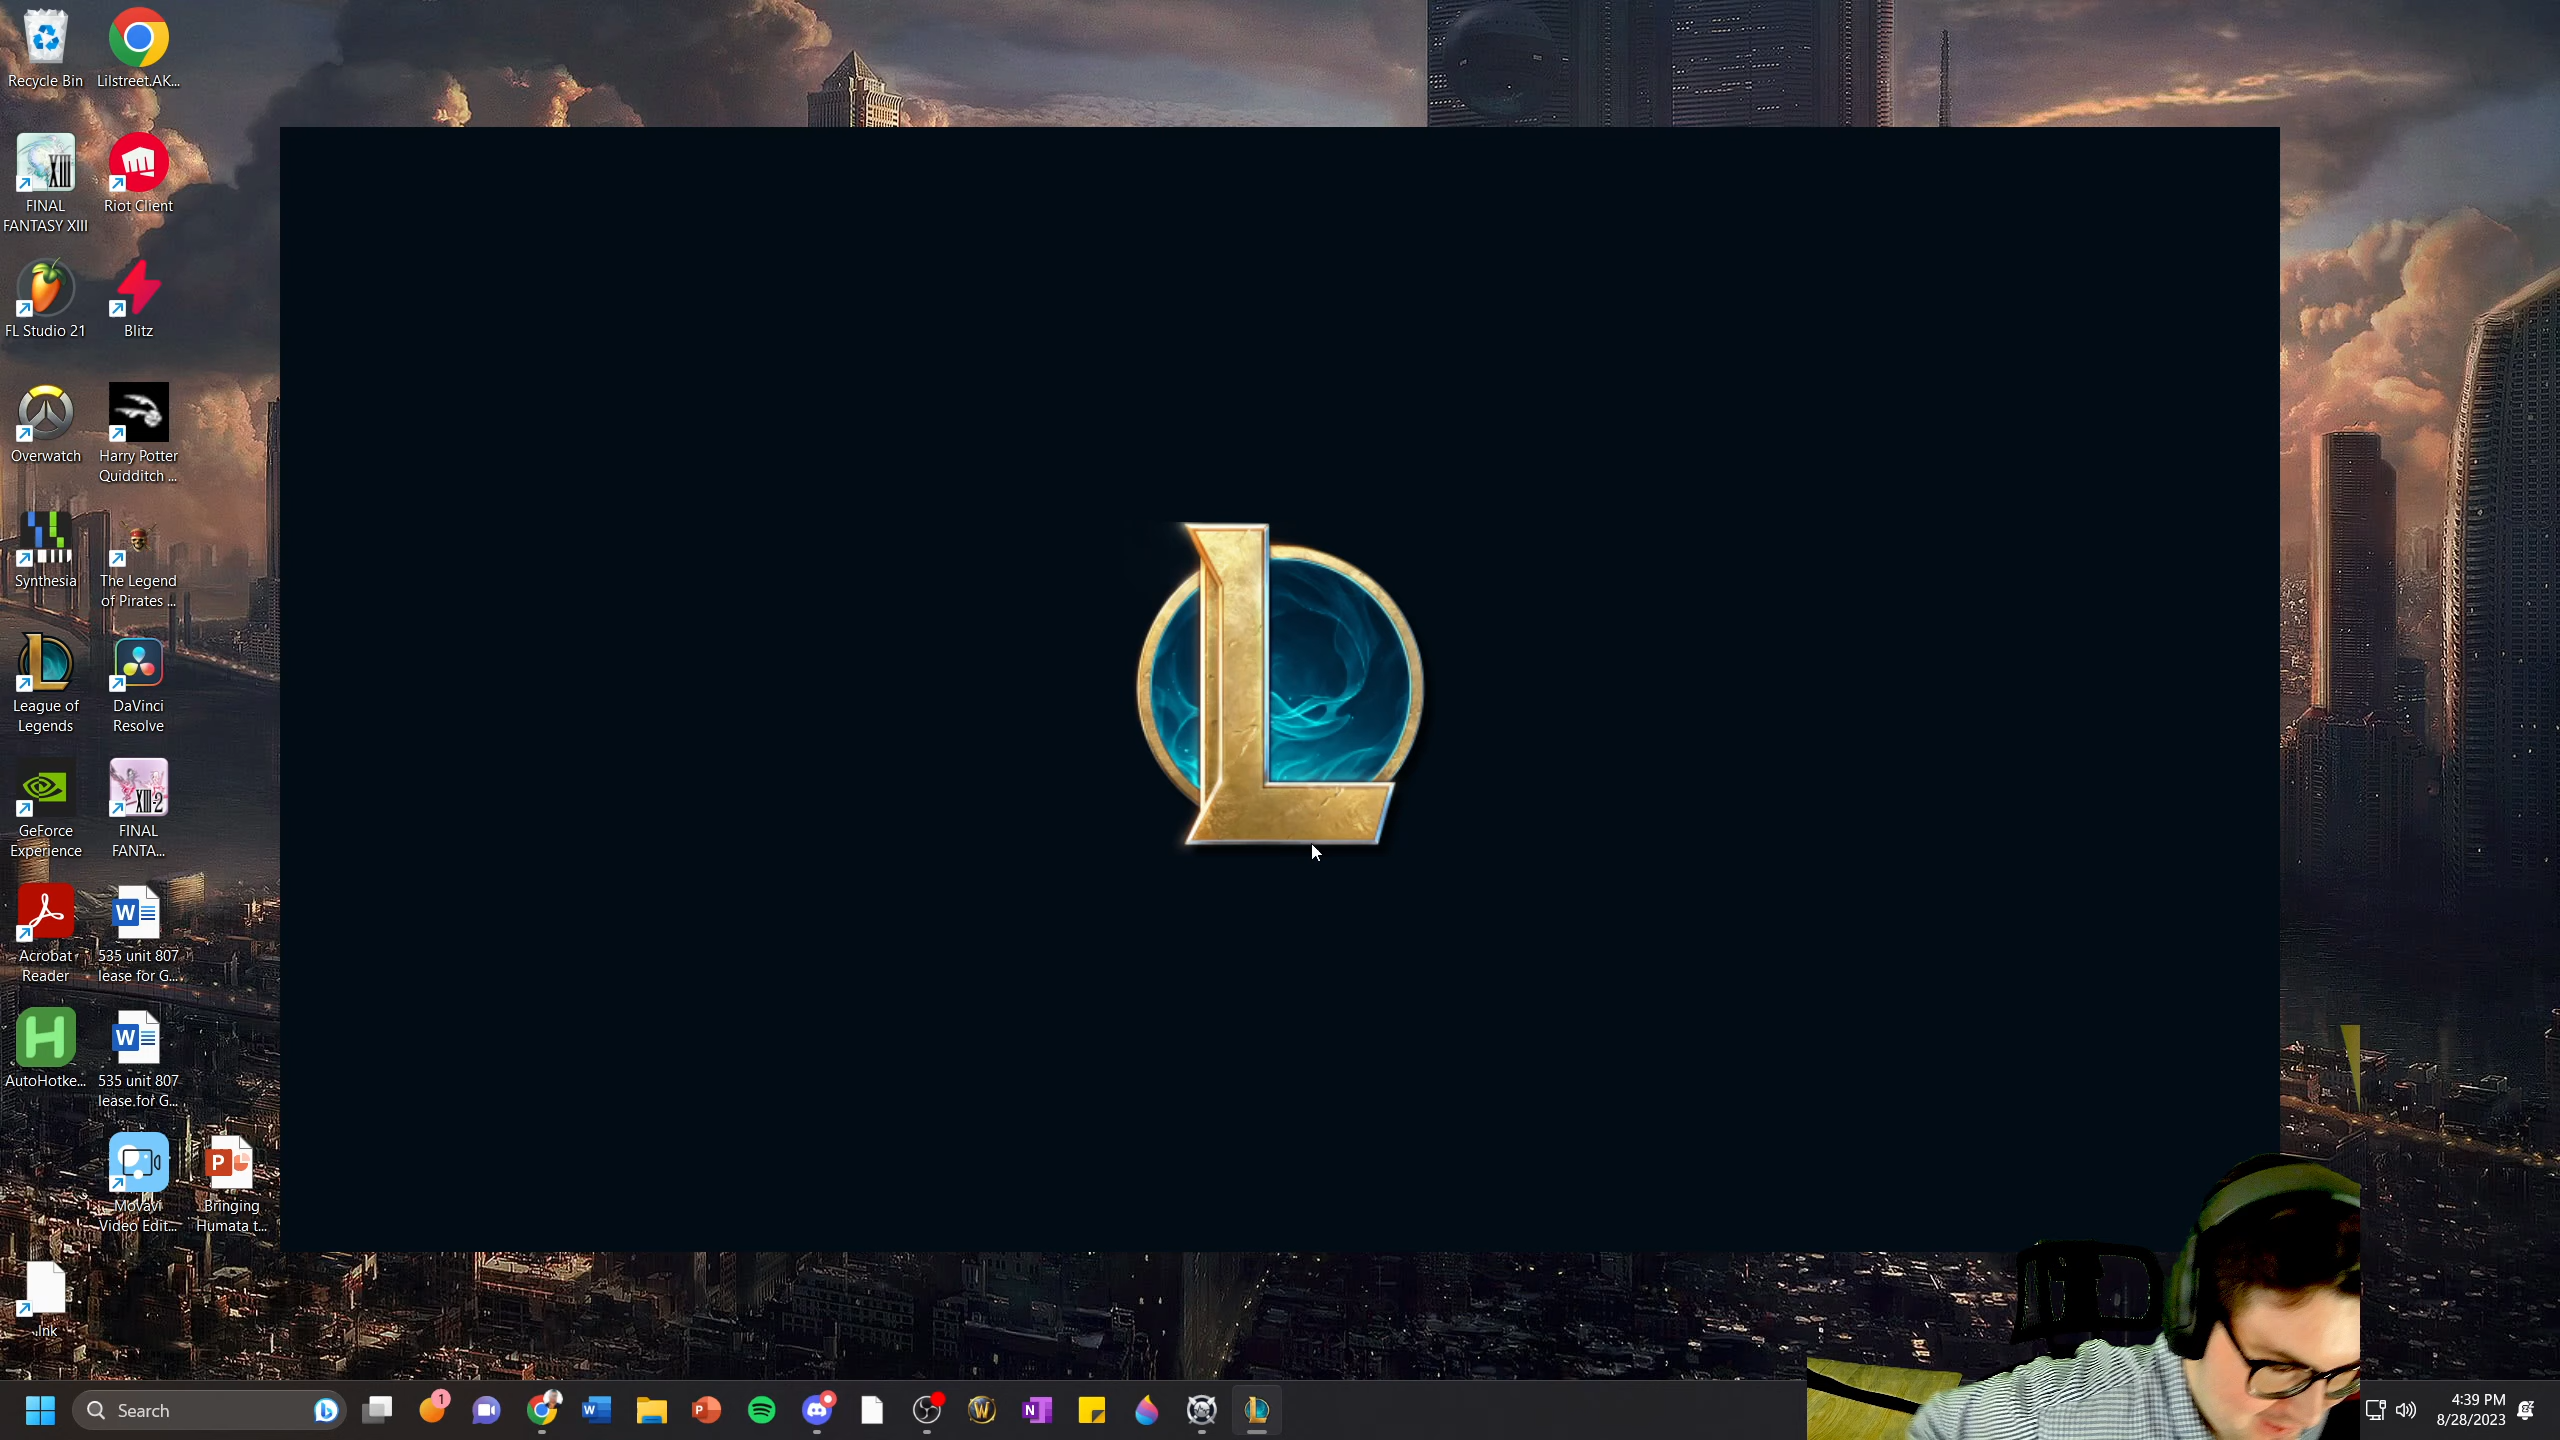 Recycle Bin
Lilstreet.AK...
FINAL
FANTASY XIII
Riot Client
FL Studio 21
Blitz
Overwatch
Harry Potter
Quidditch ...
Synthesia
The Legend
of Pirates ...
League of
Legends
DaVinci
Resolve
GeForce
Experience
FINAL
FANTA...
Acrobat
Reader
535 unit 807
lease for G...
AutoHotke...
535 unit 807
lease for G...
Movavi
Video Edit...
Bringing
Humata t...
.lnk
Search
1
4:39 PM
8/28/2023